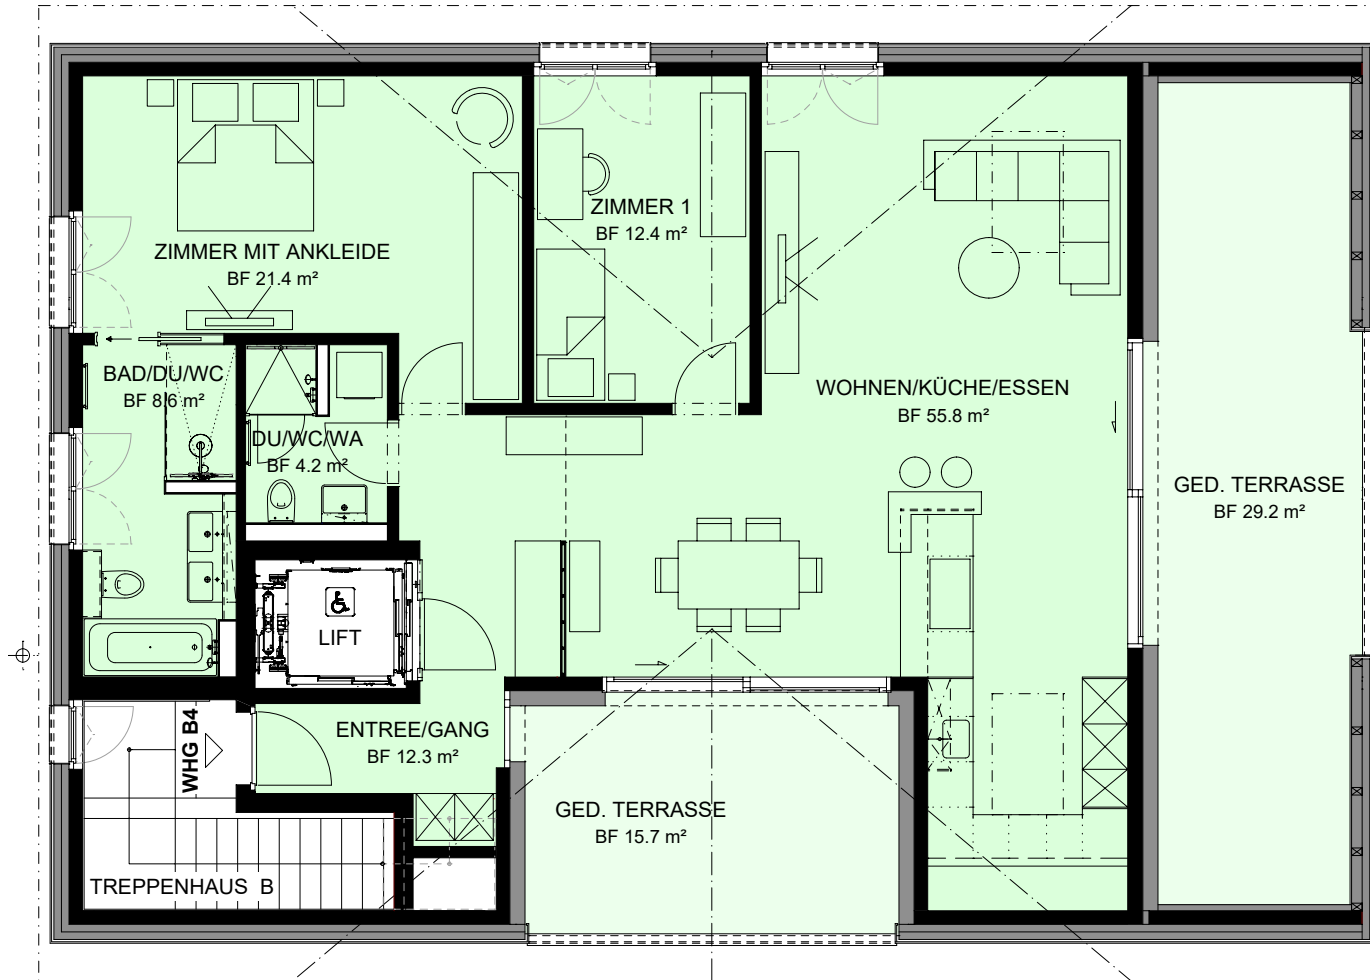 ZIMMER 1
BF 12.4 m²
ZIMMER MIT ANKLEIDE
BF 21.4 m²
BAD/DU/WC
BF 8.6 m²
WOHNEN/KÜCHE/ESSEN
BF 55.8 m²
DU/WC/WA
BF 4.2 m²
GED. TERRASSE
BF 29.2 m²
LIFT
WHG B4
ENTREE/GANG
BF 12.3 m²
GED. TERRASSE
BF 15.7 m²
TREPPENHAUS B